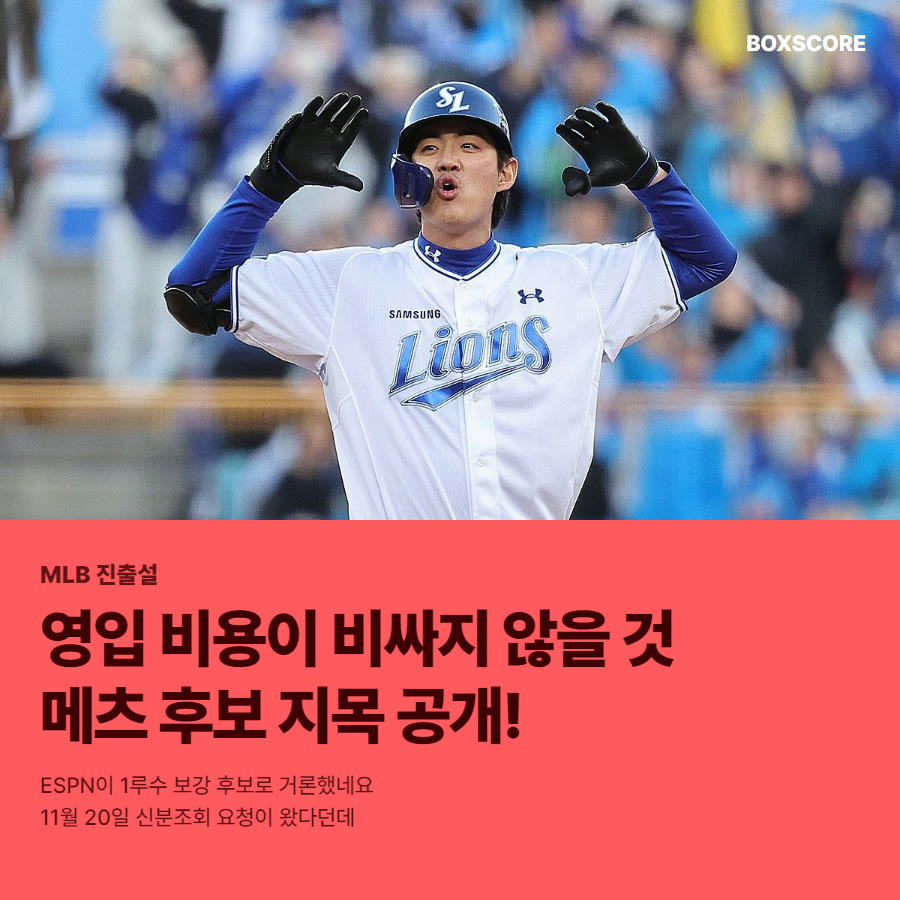 BOXSCORE
SL
SAMSUNG
Lions
MLB 진출설
영입 비용이 비싸지 않을 것
메츠 후보 지목 공개!
ESPN이 1루수 보강 후보로 거론했네요
11월 20일 신분조회 요청이 왔다던데